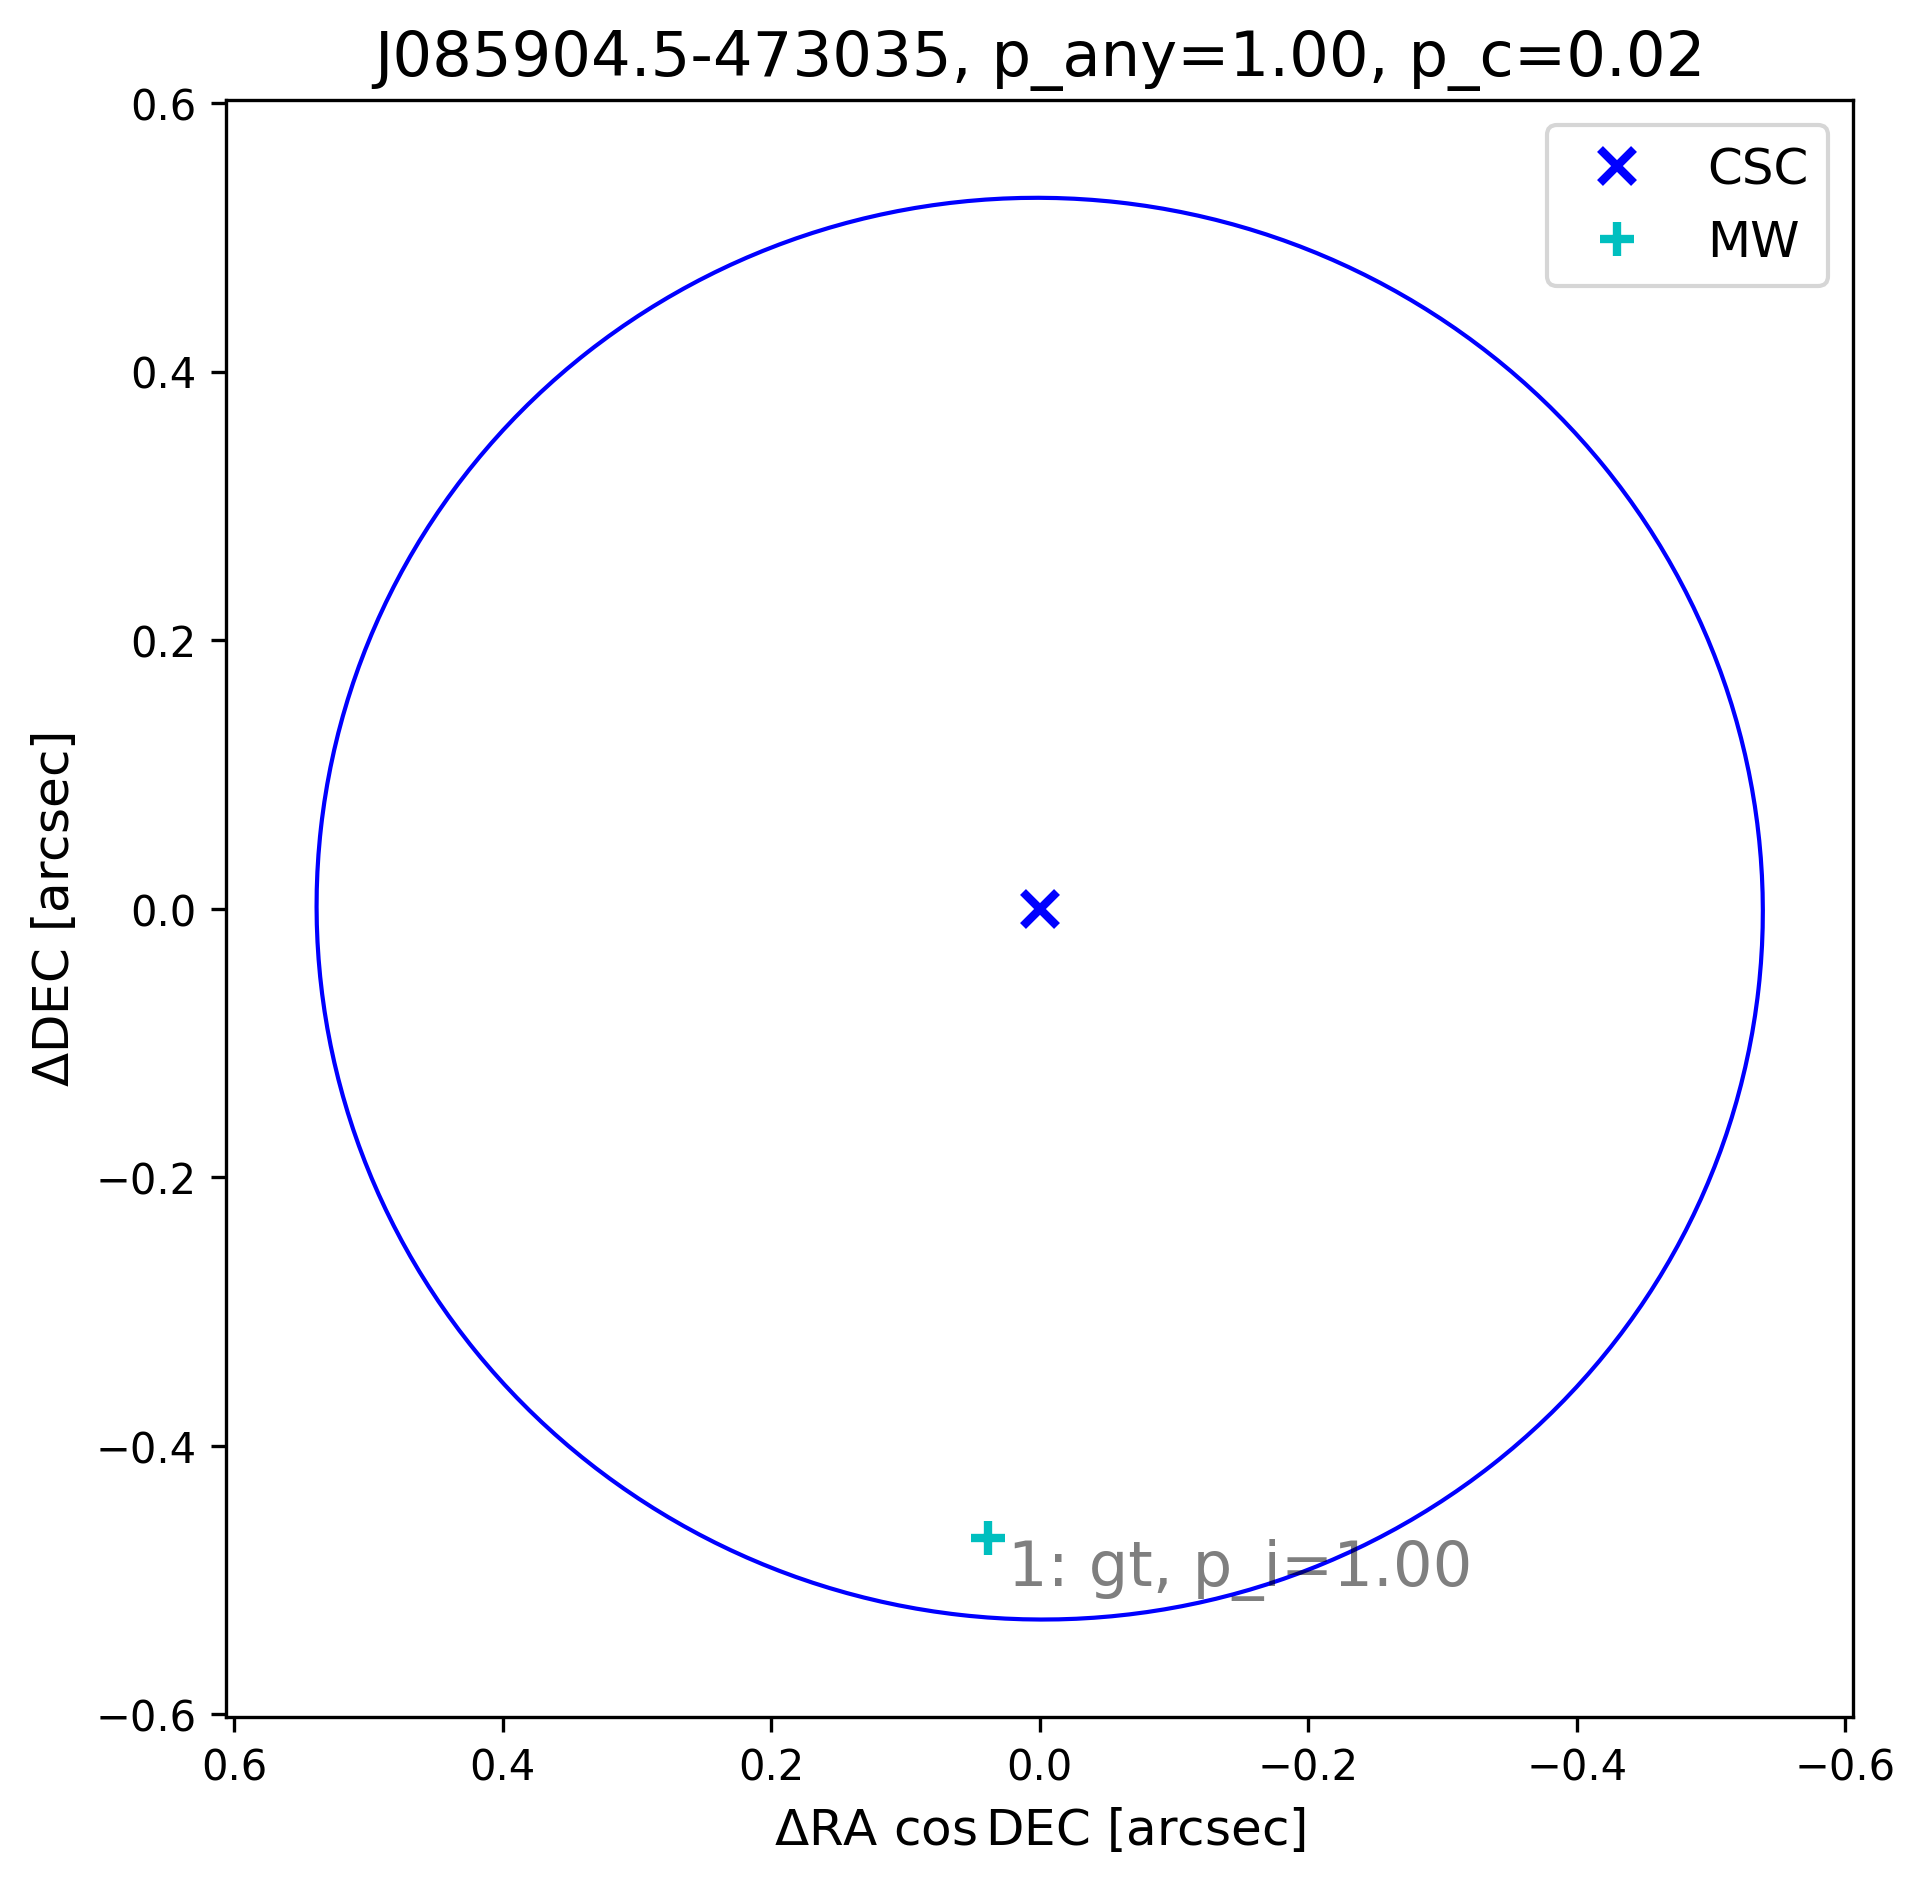 J085904.5-473035, p_any=1.00, p_c=0.02
CSC
MW
0.6
0.4
0.2
0.0
−0.2
−0.4
−0.6
ΔDEC [arcsec]
1: gt, p_i=1.00
0.6 0.4 0.2 0.0 −0.2 −0.4 −0.6
ΔRA cos DEC [arcsec]